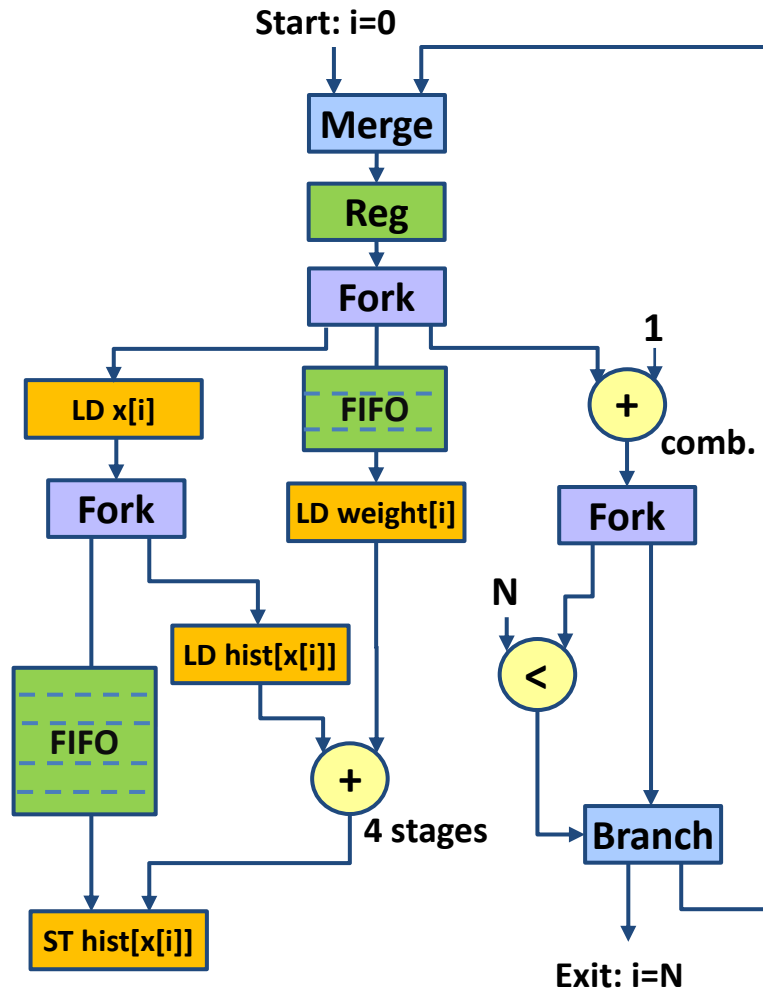 Start: i=0
Merge
Reg
Fork
1
LD x[i]
FIFO
+
comb.
Fork
LD weight[i]
Fork
N
LD hist[x[i]]
<
FIFO
+
4 stages
Branch
ST hist[x[i]]
Exit: i=N